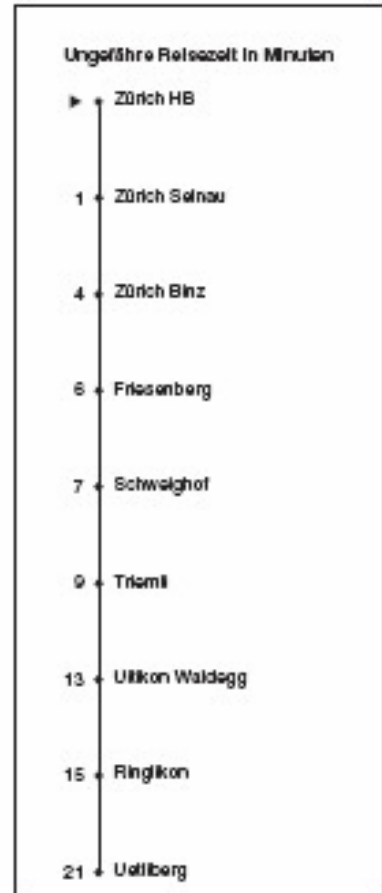 Ungefähre Reisezeit in Minuten
Zürich HB
1 Zürich Selnau
4 Zürich Binz
6 Friesenberg
7 Schweighof
9 Triemli
13 Uitikon Waldegg
15 Ringlikon
21 Uetliberg